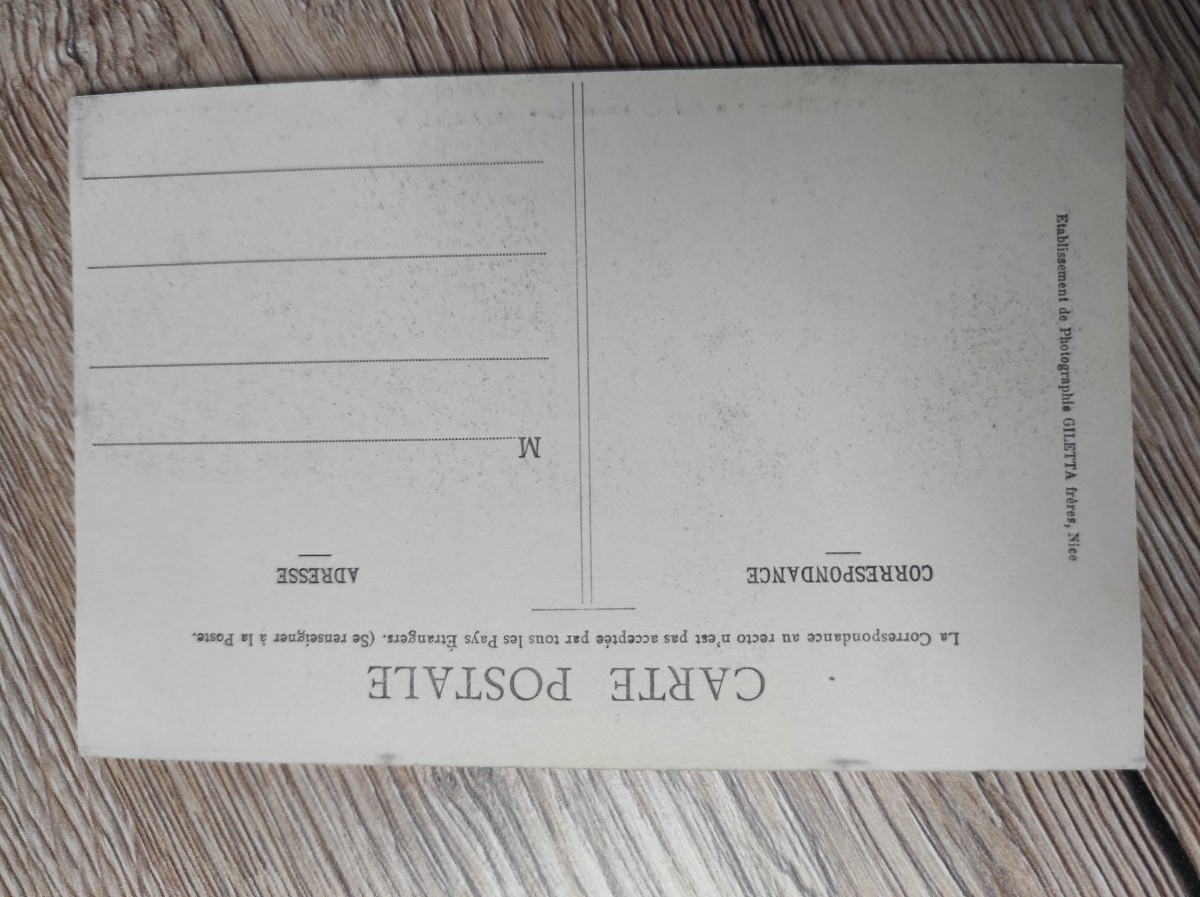 CARTE POSTALE
La Correspondance au recto n'est pas acceptée par tous les Pays Étrangers. (Se renseigner à la Poste.
CORRESPONDANCE
ADRESSE
M
Etablissement de Photographie GILETTA frères, Nice